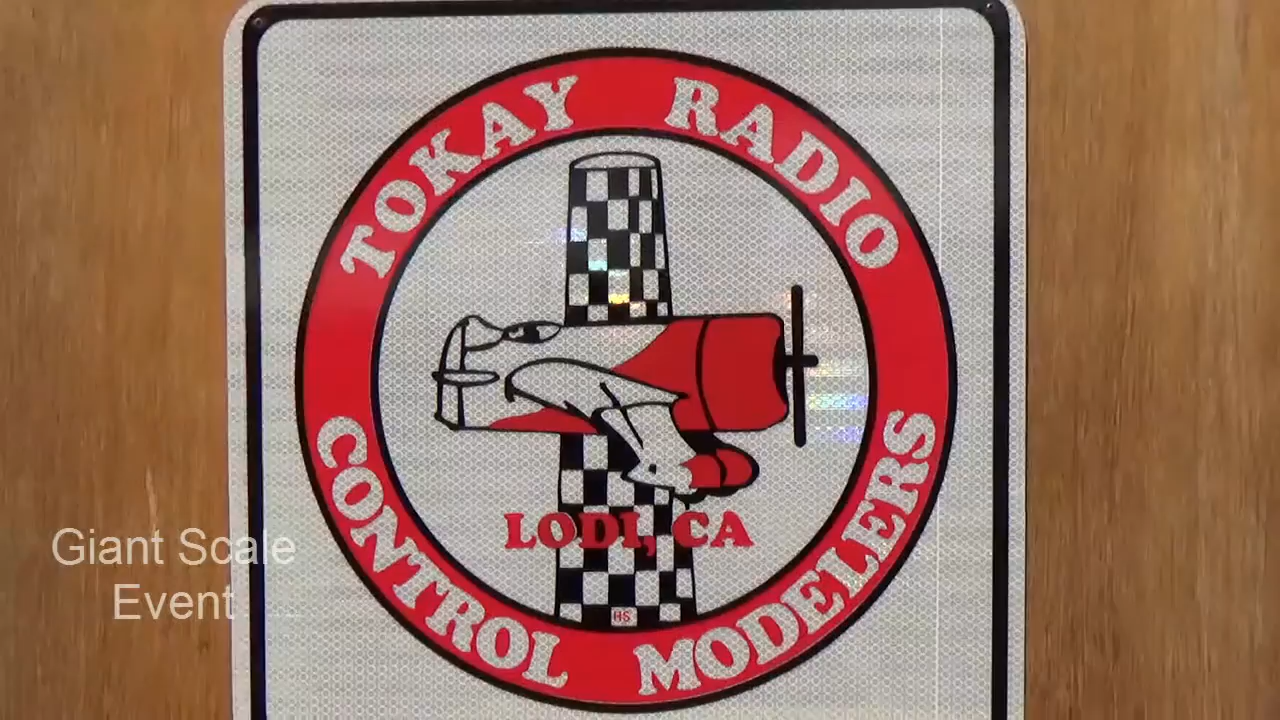 TOKAY RADIO
CONTROL MODELERS
LODI, CA
HS
Giant Scale
Event